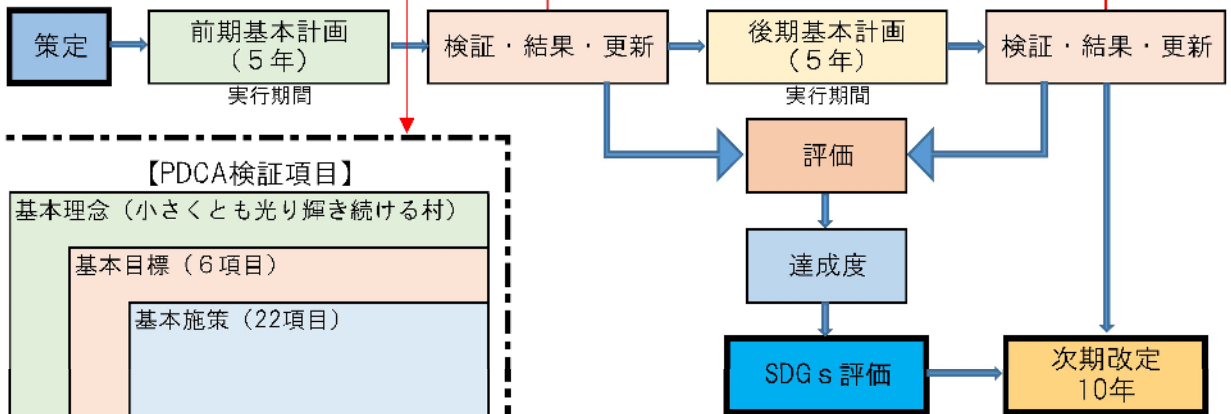 策定
前期基本計画
（５年）
実行期間
検証・結果・更新
後期基本計画
（５年）
実行期間
検証・結果・更新
評価
達成度
SDGｓ評価
次期改定
10年
【PDCA検証項目】
基本理念（小さくとも光り輝き続ける村）
基本目標（６項目）
基本施策（22項目）